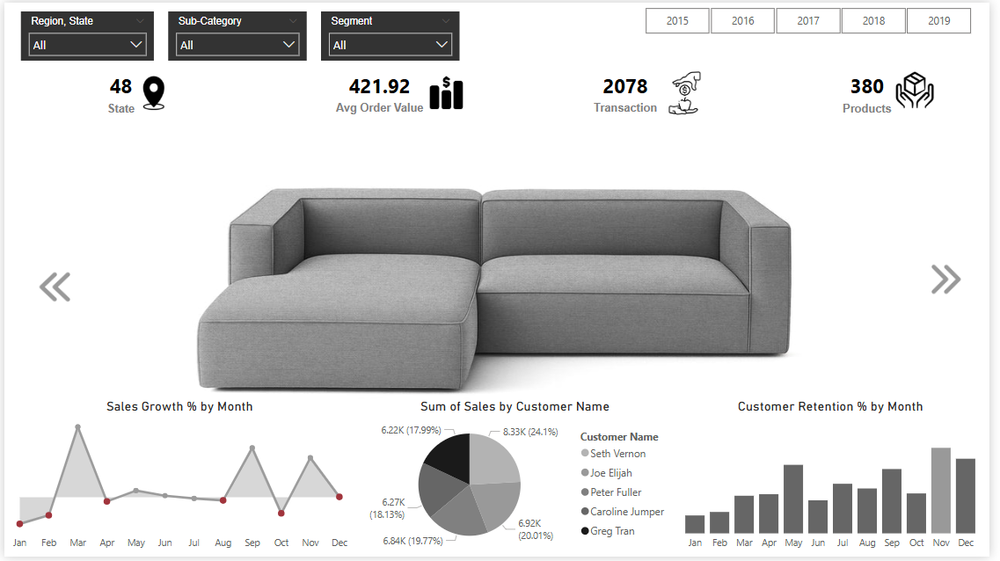 Region, State
All
Sub-Category
All
Segment
All
2015
2016
2017
2018
2019
48
State
421.92
Avg Order Value
$
2078
Transaction
$
380
Products
Sales Growth % by Month
Jan Feb Mar Apr May Jun Jul Aug Sep Oct Nov Dec
Sum of Sales by Customer Name
6.22K (17.99%)
8.33K (24.1%)
6.27K
(18.13%)
6.92K
(20.01%)
6.84K (19.77%)
Customer Name
Seth Vernon
Joe Elijah
Peter Fuller
Caroline Jumper
Greg Tran
Customer Retention % by Month
Jan Feb Mar Apr May Jun Jul Aug Sep Oct Nov Dec